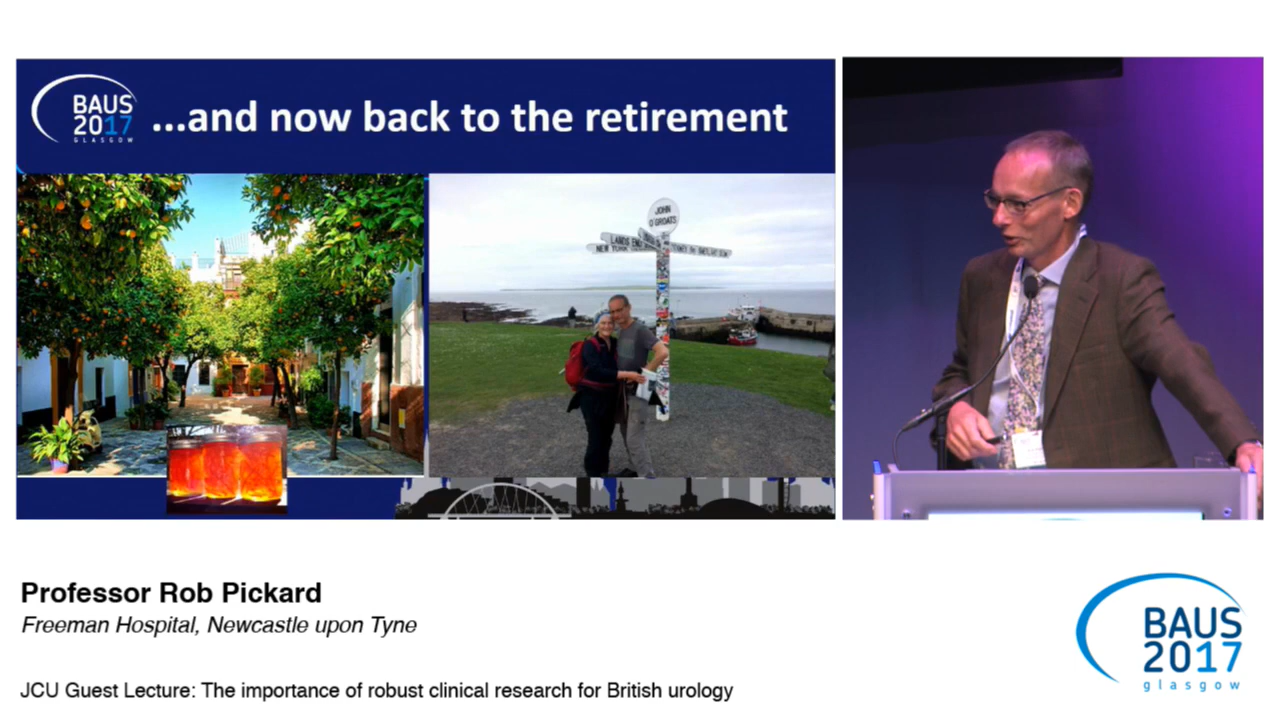 BAUS
2017
GLASGOW
...and now back to the retirement
JOHN
O'GROATS
LANDS END
NEW YORK
Professor Rob Pickard
Freeman Hospital, Newcastle upon Tyne
JCU Guest Lecture: The importance of robust clinical research for British urology
BAUS
2017
glasgow